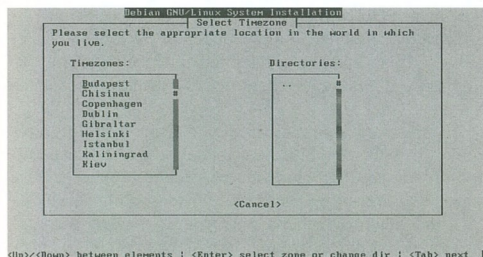 Debian GNU/Linux System Installation
Select Timezone
Please select the appropriate location in the world in which
you live.
Timezones:
Directories:
Budapest
Chisinau
Copenhagen
Dublin
Gibraltar
Helsinki
Istanbul
Kaliningrad
Kiev
..
<Cancel>
<Up>/<Down> between elements | <Enter> select zone or change dir | <Tab> next